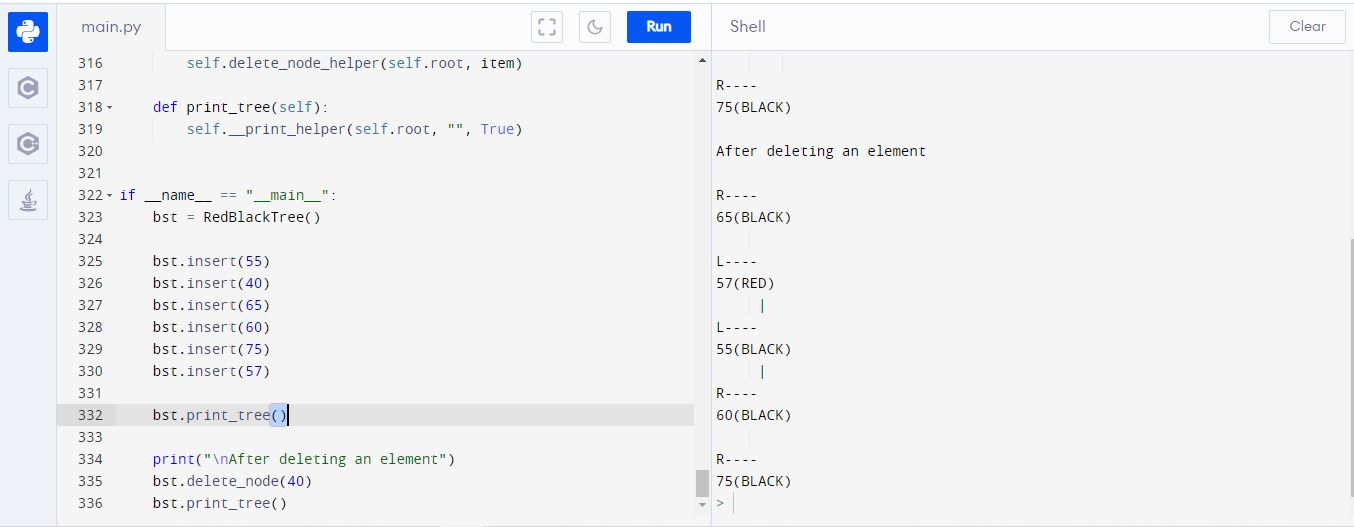 main.py
Run
Shell
Clear
316 self.delete_node_helper(self.root, item)
317
318 def print_tree(self):
319 self.__print_helper(self.root, "", True)
320
321
322 if __name__ == "__main__":
323 bst = RedBlackTree()
324
325 bst.insert(55)
326 bst.insert(40)
327 bst.insert(65)
328 bst.insert(60)
329 bst.insert(75)
330 bst.insert(57)
331
332 bst.print_tree()
333
334 print("\nAfter deleting an element")
335 bst.delete_node(40)
336 bst.print_tree()
R----
75(BLACK)
After deleting an element
R----
65(BLACK)
L----
57(RED)
|
L----
55(BLACK)
|
R----
60(BLACK)
R----
75(BLACK)
>